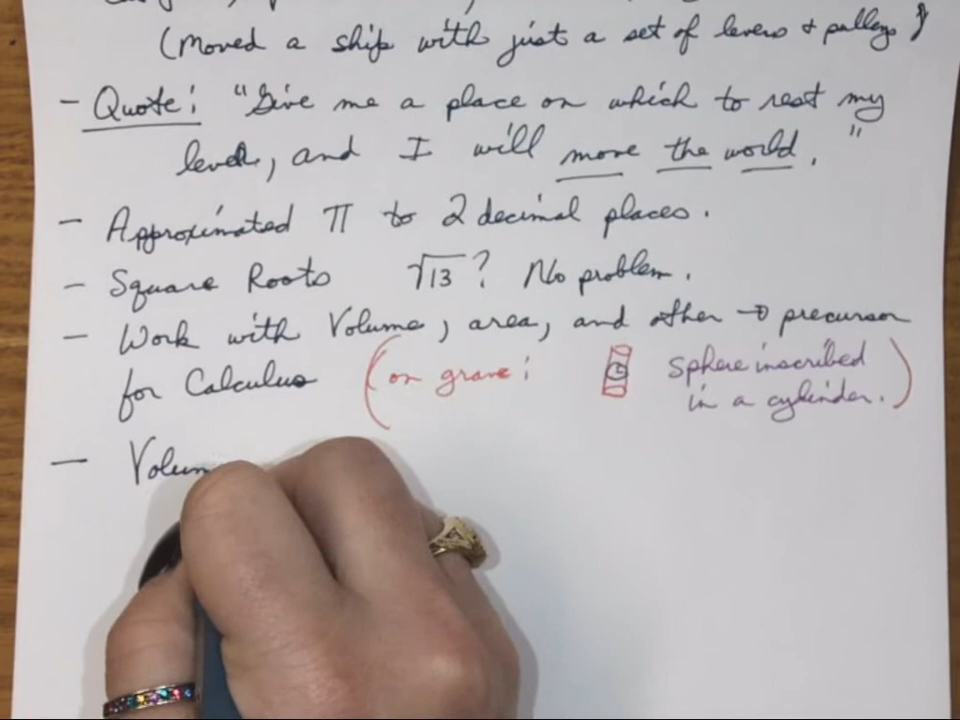 (Moved a ship with just a set of levers + pulleys)
- Quote: "Give me a place on which to rest my
lever, and I will move the world."
- Approximated π to 2 decimal places.
- Square Roots √13? No problem.
- Work with Volume, area, and other → precursor
for Calculus (on grave: sphere inscribed
in a cylinder.)
- Volum